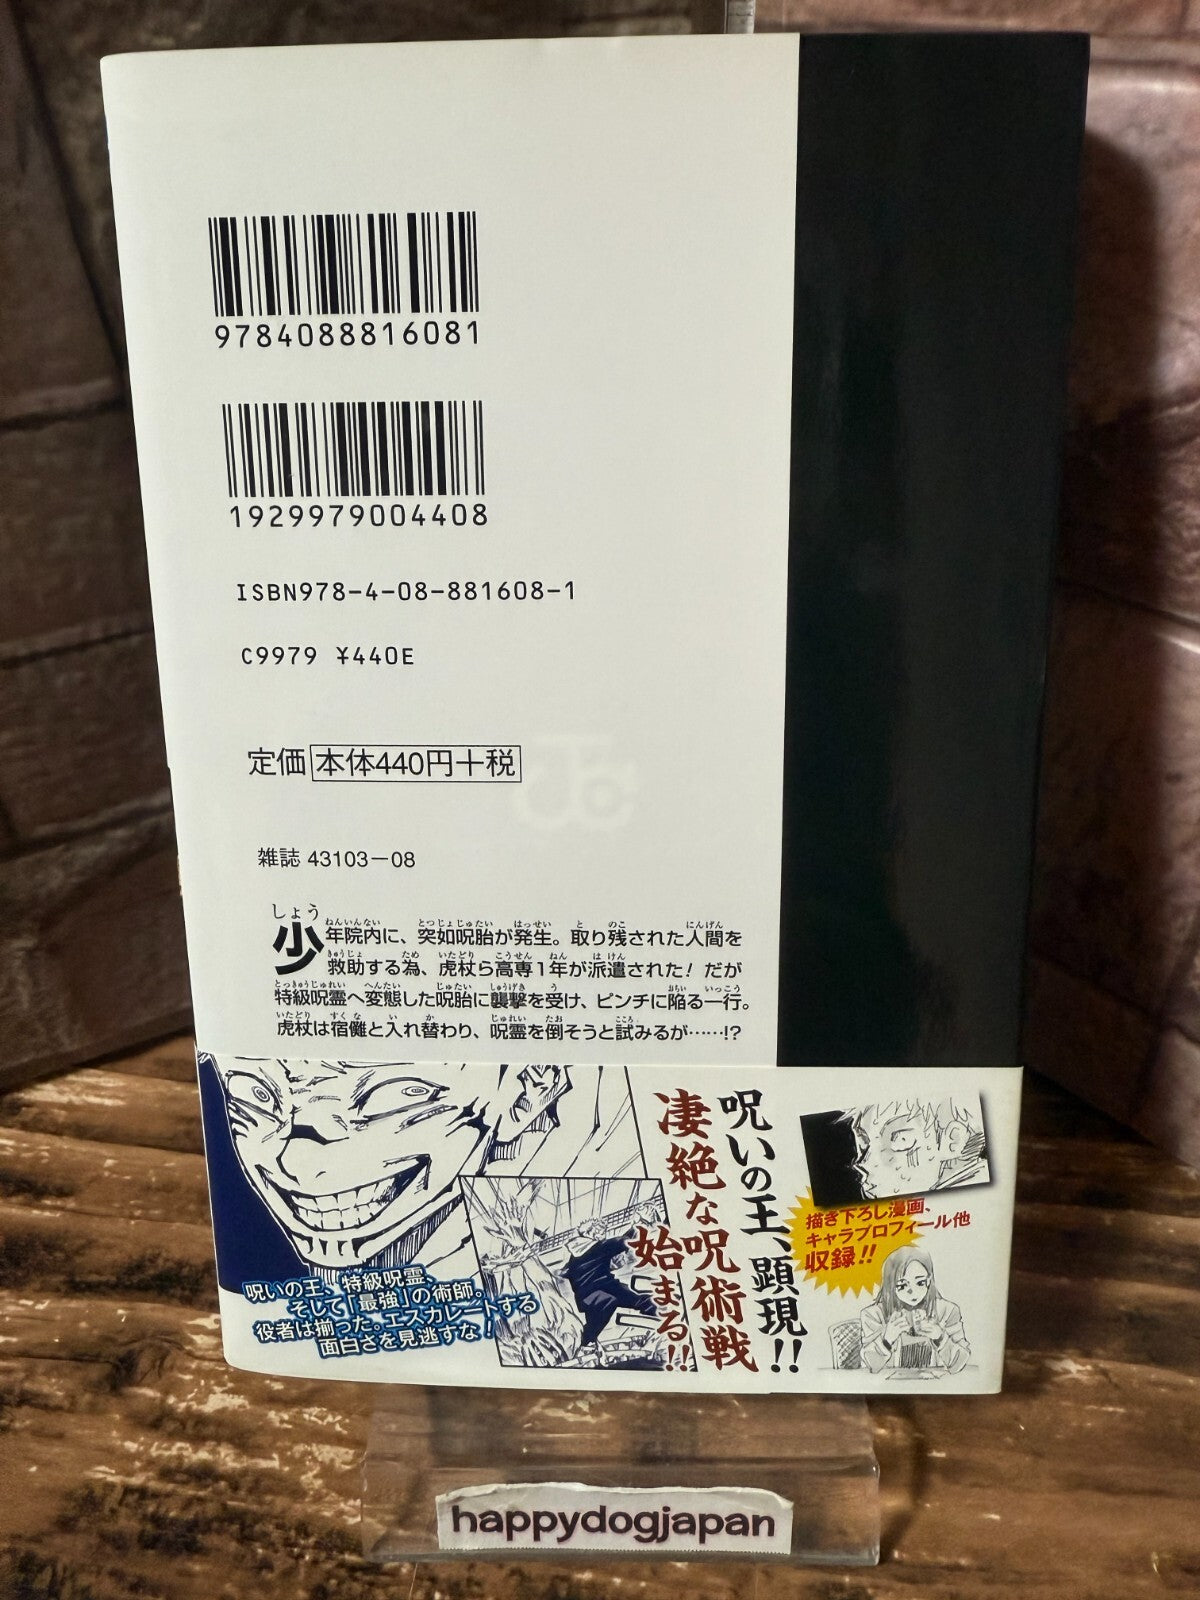 9784088816081
1929979004408
ISBN978-4-08-881608-1
C9979 ¥440E
定価 本体440円+税
雑誌 43103-08
少年院内に、突如呪胎が発生。取り残された人間を
救助する為、虎杖ら高専1年が派遣された! だが
特級呪霊へ変態した呪胎に襲撃を受け、ピンチに陥る一行。
虎杖は宿儺と入れ替わり、呪霊を倒そうと試みるが……!?
呪いの王、顕現!!
凄絶な呪術戦
始まる!!
描き下ろし漫画、
キャラプロフィール他
収録!!
呪いの王、特級呪霊、
そして「最強」の術師。
役者は揃った。エスカレートする
面白さを見逃すな!
happydogjapan